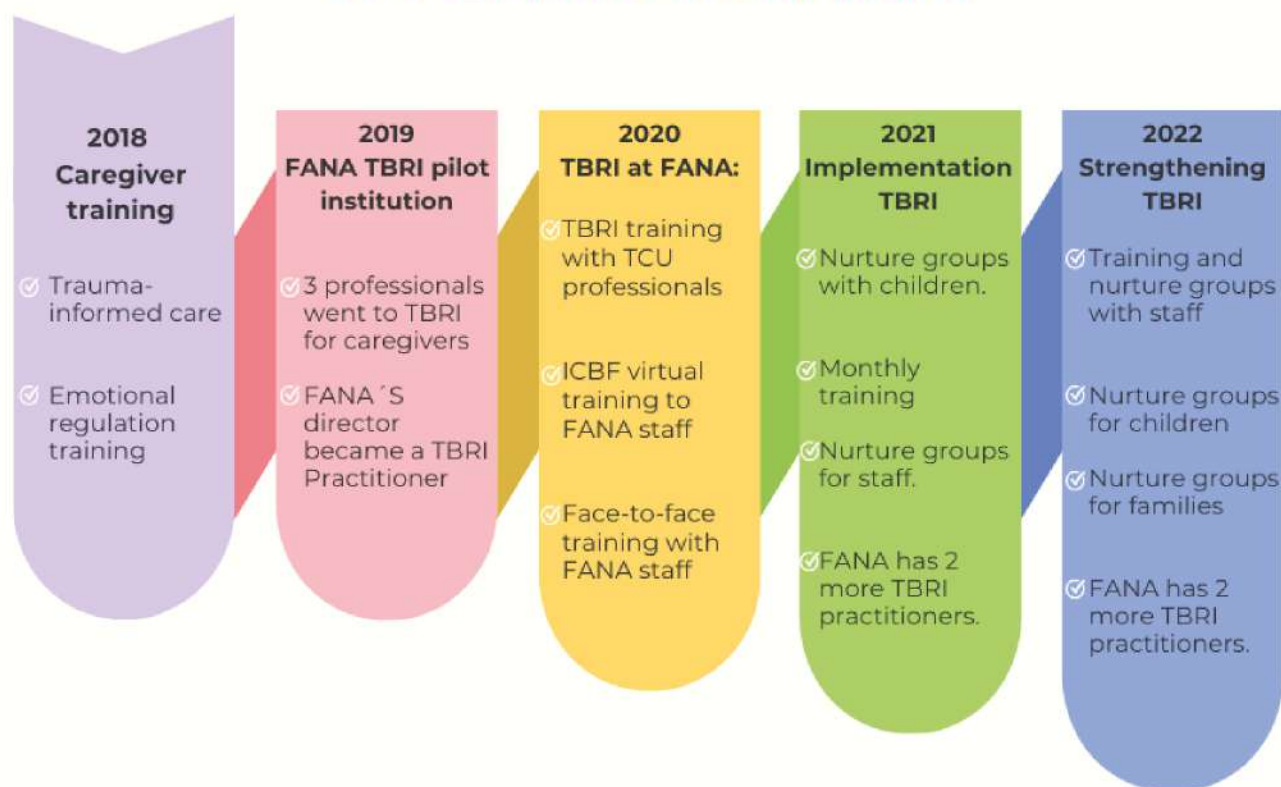 2018
Caregiver
training
Trauma-
informed care
Emotional
regulation
training
2019
FANA TBRI pilot
institution
3 professionals
went to TBRI
for caregivers
FANA ´S
director
became a TBRI
Practitioner
2020
TBRI at FANA:
TBRI training
with TCU
professionals
ICBF virtual
training to
FANA staff
Face-to-face
training with
FANA staff
2021
Implementation
TBRI
Nurture groups
with children.
Monthly
training
Nurture groups
for staff.
FANA has 2
more TBRI
practitioners.
2022
Strengthening
TBRI
Training and
nurture groups
with staff
Nurture groups
for children
Nurture groups
for families
FANA has 2
more TBRI
practitioners.